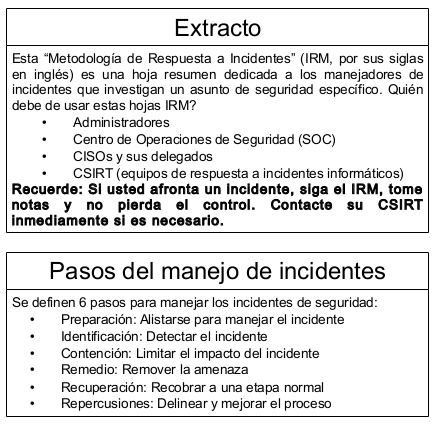 Extracto
Esta “Metodología de Respuesta a Incidentes” (IRM, por sus siglas
en inglés) es una hoja resumen dedicada a los manejadores de
incidentes que investigan un asunto de seguridad específico. Quién
debe de usar estas hojas IRM?
• Administradores
• Centro de Operaciones de Seguridad (SOC)
• CISOs y sus delegados
• CSIRT (equipos de respuesta a incidentes informáticos)
Recuerde: Si usted afronta un incidente, siga el IRM, tome
notas y no pierda el control. Contacte su CSIRT
inmediatamente si es necesario.
Pasos del manejo de incidentes
Se definen 6 pasos para manejar los incidentes de seguridad:
• Preparación: Alistarse para manejar el incidente
• Identificación: Detectar el incidente
• Contención: Limitar el impacto del incidente
• Remedio: Remover la amenaza
• Recuperación: Recobrar a una etapa normal
• Repercusiones: Delinear y mejorar el proceso